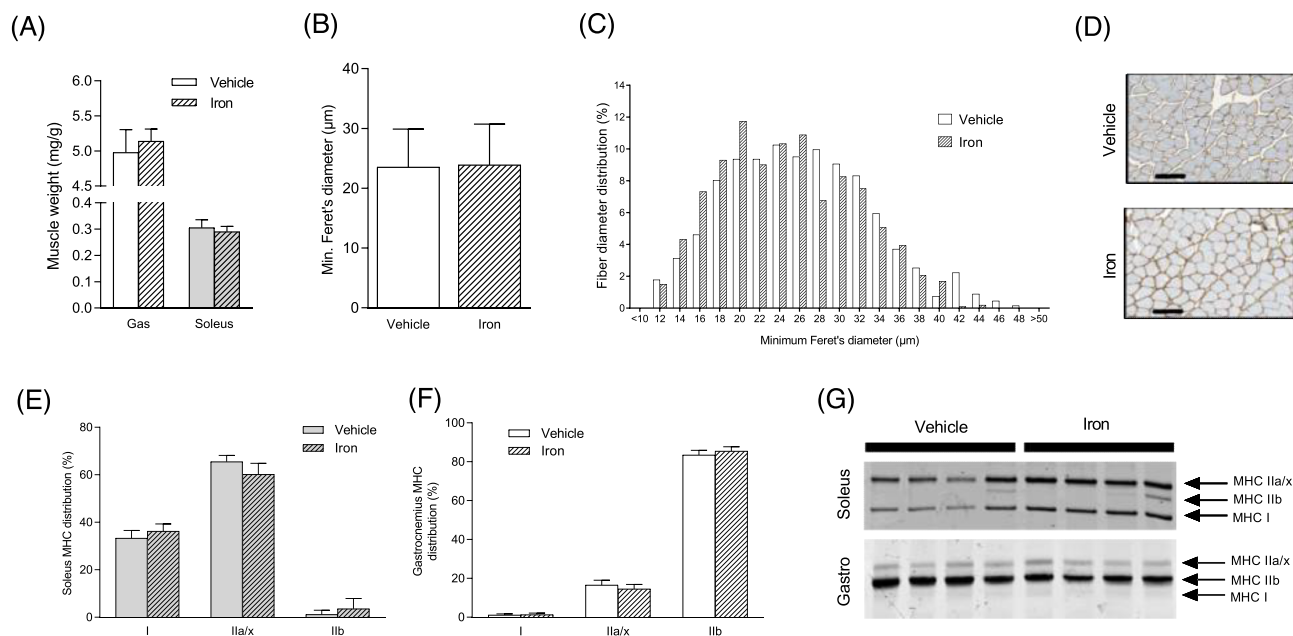 (A)
Muscle weight (mg/g)
6.0
5.5
5.0
4.5
0.4
0.3
0.2
0.1
0.0
Vehicle
Iron
Gas
Soleus
(B)
Min. Feret's diameter (µm)
40
30
20
10
0
Vehicle
Iron
(C)
Fiber diameter distribution (%)
14
12
10
8
6
4
2
0
Vehicle
Iron
<10 12 14 16 18 20 22 24 26 28 30 32 34 36 38 40 42 44 46 48 >50
Minimum Feret's diameter (µm)
(D)
Vehicle
Iron
(E)
Soleus MHC distribution (%)
80
60
40
20
0
Vehicle
Iron
I
IIa/x
IIb
(F)
Gastrocnemius MHC
distribution (%)
100
80
60
40
20
0
Vehicle
Iron
I
IIa/x
IIb
(G)
Vehicle
Iron
Soleus
MHC IIa/x
MHC IIb
MHC I
Gastro
MHC IIa/x
MHC IIb
MHC I